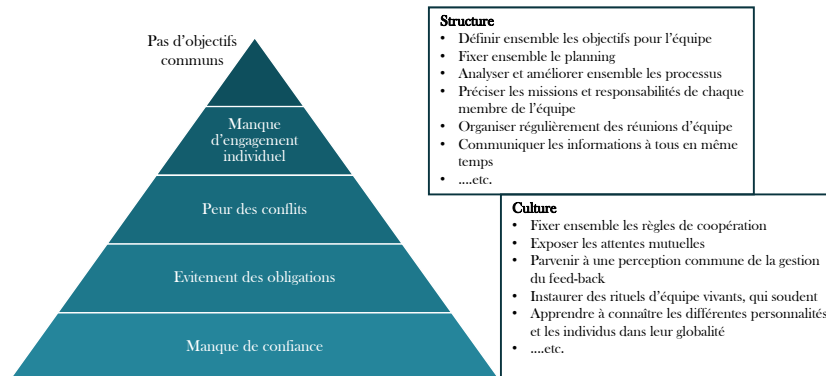 Pas d'objectifs
communs
Manque
d'engagement
individuel
Peur des conflits
Evitement des obligations
Manque de confiance
Structure
• Définir ensemble les objectifs pour l'équipe
• Fixer ensemble le planning
• Analyser et améliorer ensemble les processus
• Préciser les missions et responsabilités de chaque
membre de l'équipe
• Organiser régulièrement des réunions d'équipe
• Communiquer les informations à tous en même
temps
• ....etc.
Culture
• Fixer ensemble les règles de coopération
• Exposer les attentes mutuelles
• Parvenir à une perception commune de la gestion
du feed-back
• Instaurer des rituels d'équipe vivants, qui soudent
• Apprendre à connaître les différentes personnalités
et les individus dans leur globalité
• ....etc.